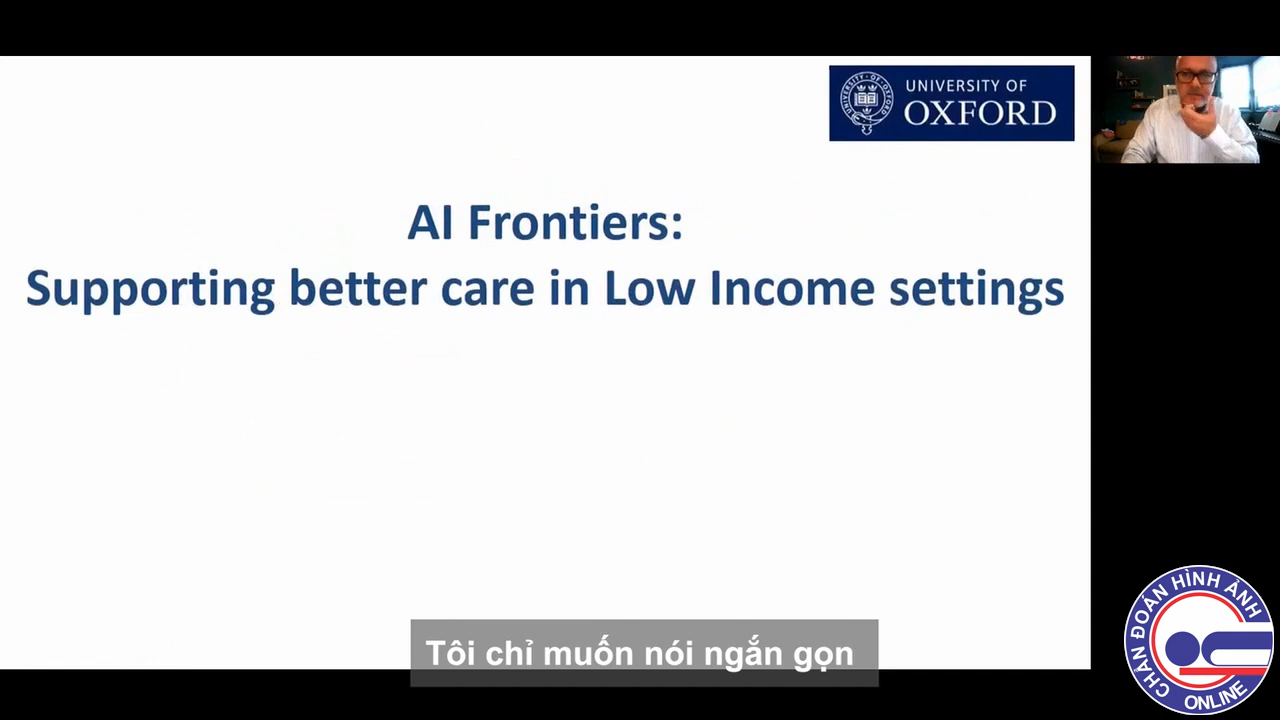 UNIVERSITY OF
OXFORD
AI Frontiers:
Supporting better care in Low Income settings
Tôi chỉ muốn nói ngắn gọn
CHẨN ĐOÁN HÌNH ẢNH
ONLINE